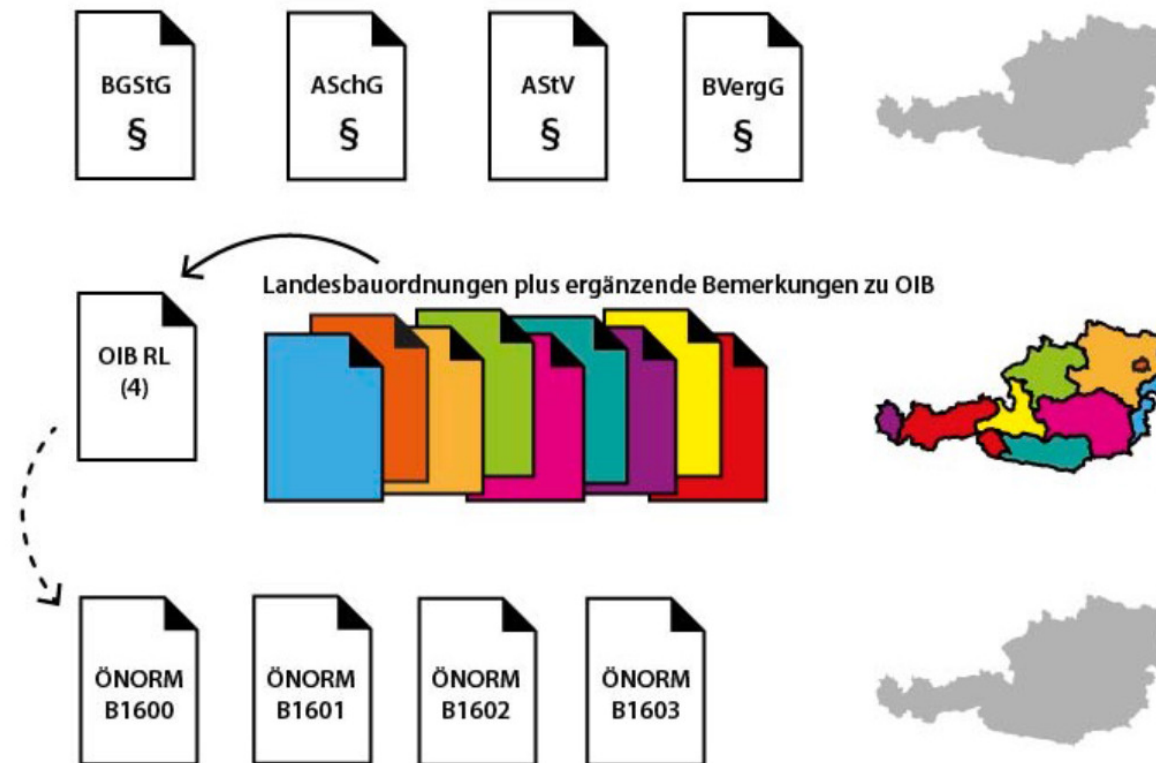 BGStG
§
ASchG
§
AStV
§
BVergG
§
Landesbauordnungen plus ergänzende Bemerkungen zu OIB
OIB RL
(4)
ÖNORM
B1600
ÖNORM
B1601
ÖNORM
B1602
ÖNORM
B1603